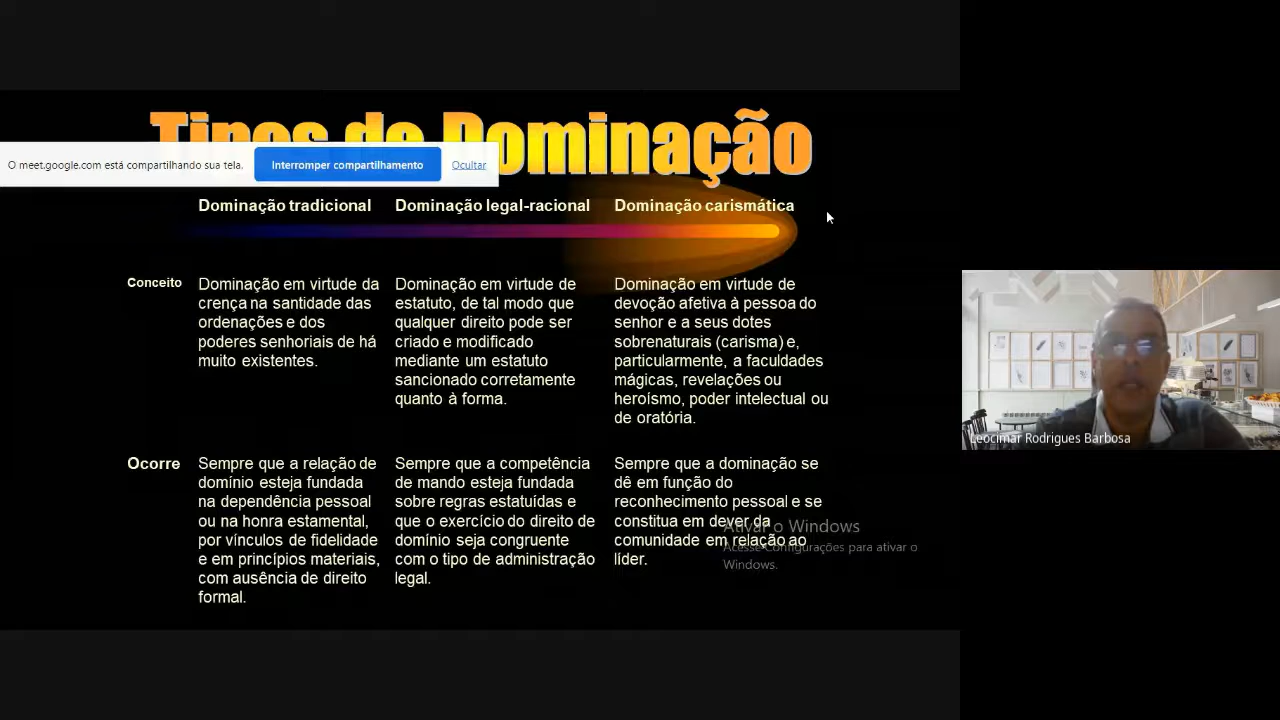 Tipos de Dominação
O meet.google.com está compartilhando sua tela. Interromper compartilhamento Ocultar
Dominação tradicional Dominação legal-racional Dominação carismática
Conceito
Dominação em virtude da
crença na santidade das
ordenações e dos
poderes senhoriais de há
muito existentes.
Dominação em virtude de
estatuto, de tal modo que
qualquer direito pode ser
criado e modificado
mediante um estatuto
sancionado corretamente
quanto à forma.
Dominação em virtude de
devoção afetiva à pessoa do
senhor e a seus dotes
sobrenaturais (carisma) e,
particularmente, a faculdades
mágicas, revelações ou
heroísmo, poder intelectual ou
de oratória.
Ocorre
Sempre que a relação de
domínio esteja fundada
na dependência pessoal
ou na honra estamental,
por vínculos de fidelidade
e em princípios materiais,
com ausência de direito
formal.
Sempre que a competência
de mando esteja fundada
sobre regras estatuídas e
que o exercício do direito de
domínio seja congruente
com o tipo de administração
legal.
Sempre que a dominação se
dê em função do
reconhecimento pessoal e se
constitua em dever da
comunidade em relação ao
líder.
Ativar o Windows
Acesse Configurações para ativar o
Windows.
Leocimar Rodrigues Barbosa